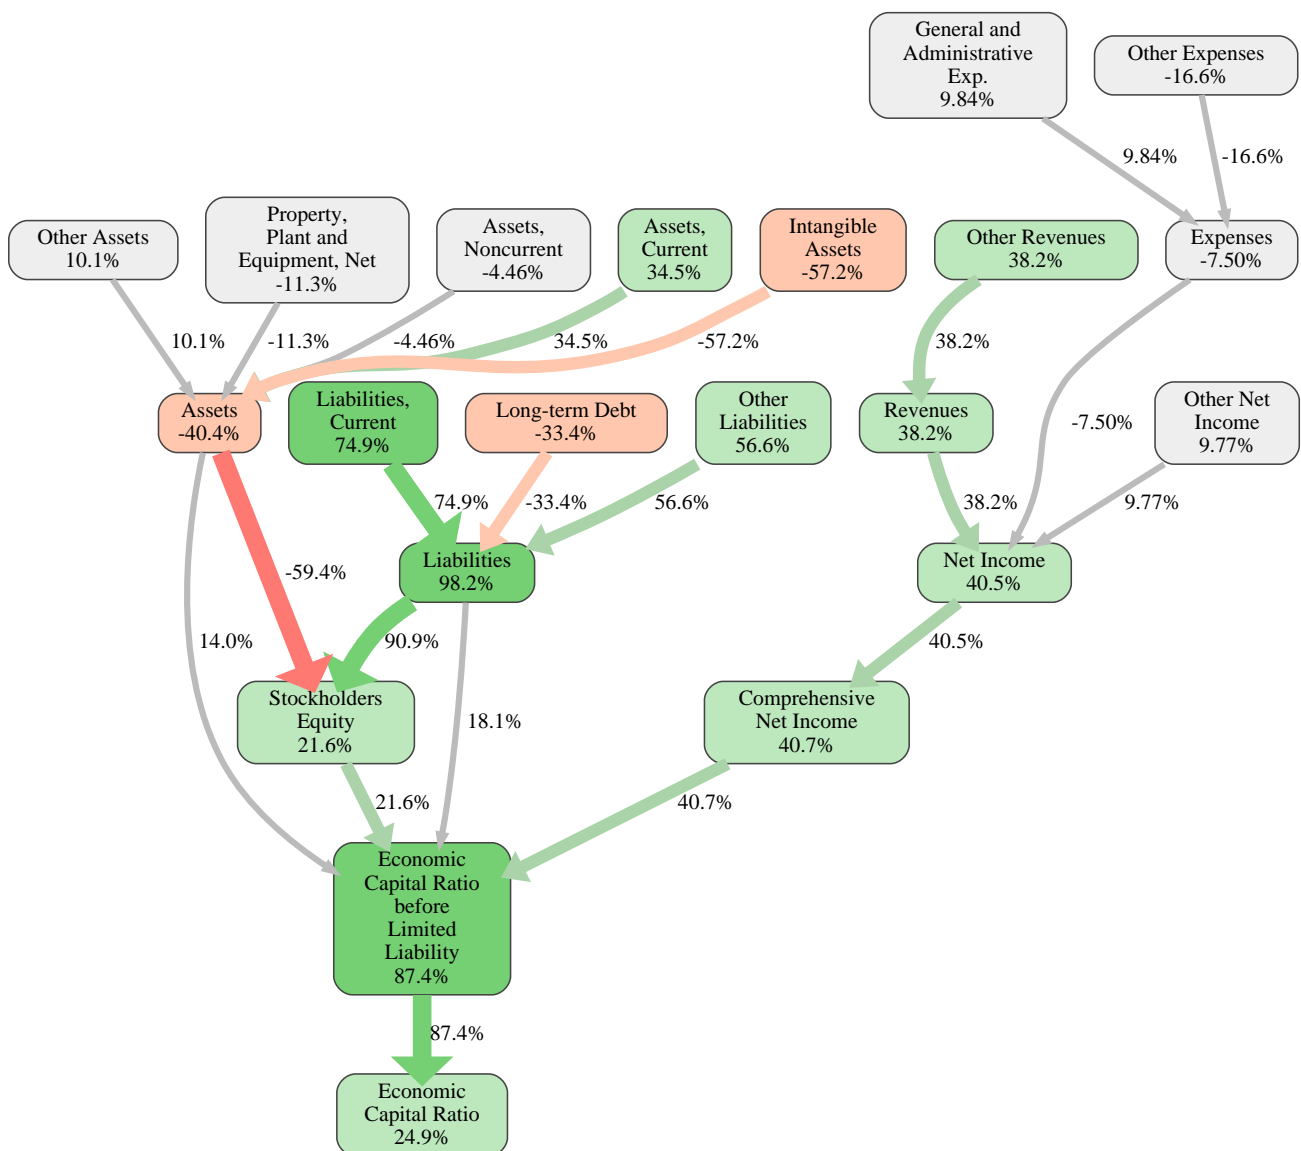 General and
Administrative
Exp.
9.84%
Other Expenses
-16.6%
9.84%
-16.6%
Other Assets
10.1%
Property,
Plant and
Equipment, Net
-11.3%
Assets,
Noncurrent
-4.46%
Assets,
Current
34.5%
Intangible
Assets
-57.2%
Other Revenues
38.2%
Expenses
-7.50%
10.1%
-11.3%
-4.46%
34.5%
-57.2%
38.2%
Assets
-40.4%
Liabilities,
Current
74.9%
Long-term Debt
-33.4%
Other
Liabilities
56.6%
Revenues
38.2%
-7.50%
Other Net
Income
9.77%
74.9%
-33.4%
56.6%
38.2%
9.77%
-59.4%
Liabilities
98.2%
Net Income
40.5%
14.0%
90.9%
40.5%
Stockholders
Equity
21.6%
18.1%
Comprehensive
Net Income
40.7%
21.6%
40.7%
Economic
Capital Ratio
before
Limited
Liability
87.4%
87.4%
Economic
Capital Ratio
24.9%